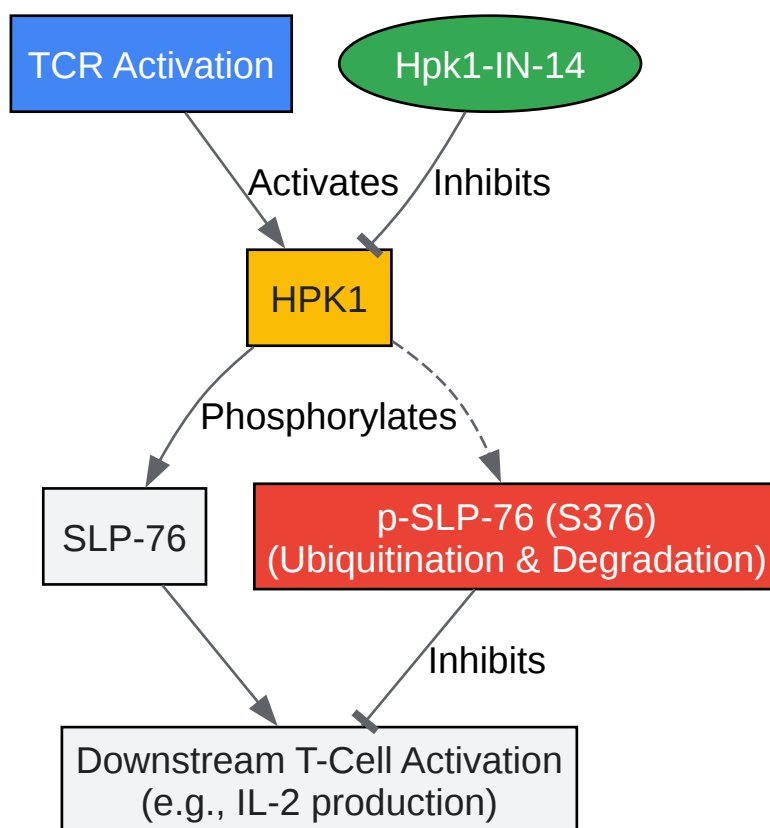 TCR Activation
Hpk1-IN-14
Activates
Inhibits
HPK1
Phosphorylates
SLP-76
p-SLP-76 (S376)
(Ubiquitination & Degradation)
Inhibits
Downstream T-Cell Activation
(e.g., IL-2 production)